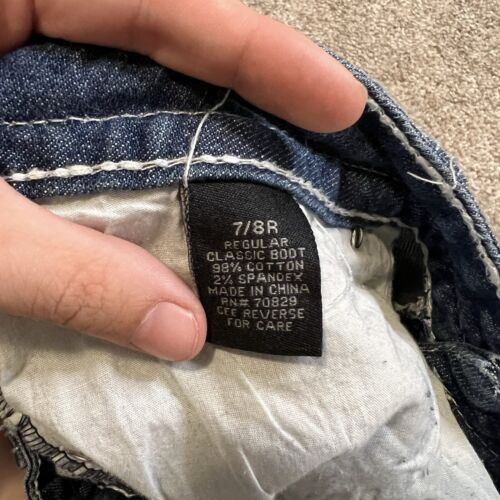 7/8R
REGULAR
CLASSIC BOOT
98% COTTON
2% SPANDEX
MADE IN CHINA
RN# 70829
SEE REVERSE
FOR CARE